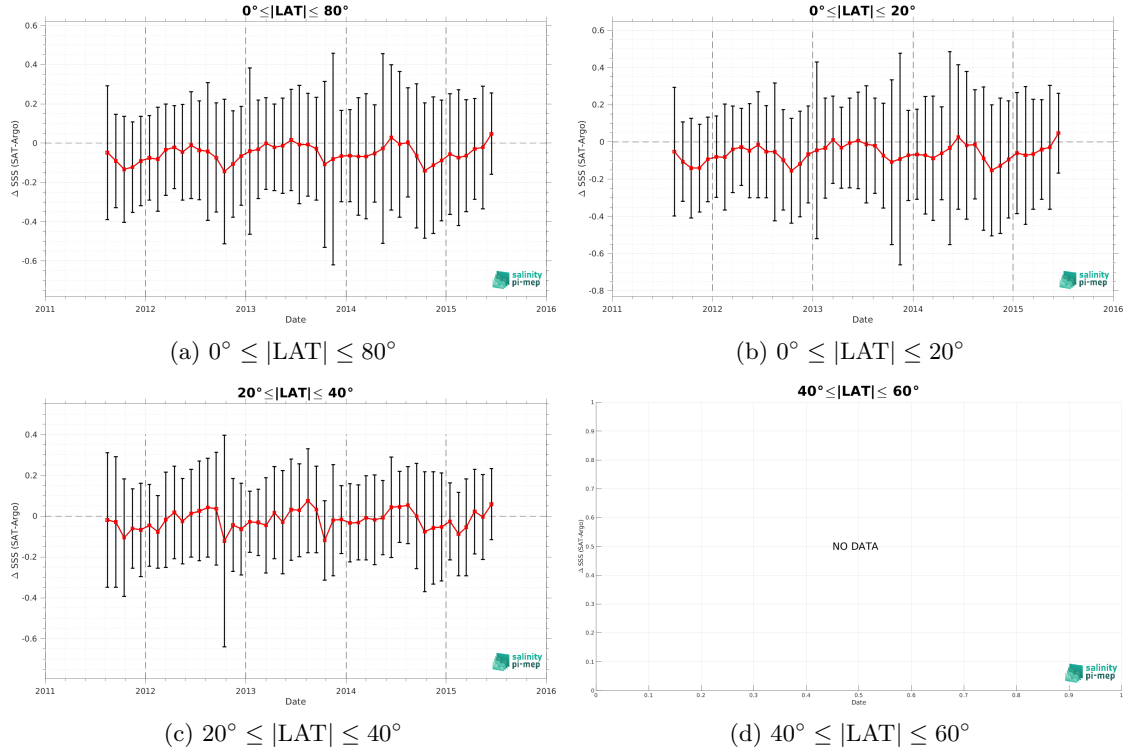 0°≤|LAT|≤ 80°
Δ SSS (SAT-Argo)
0.6
0.4
0.2
0
-0.2
-0.4
-0.6
2011
2012
2013
2014
2015
2016
Date
salinity
pi-mep
(a) 0° ≤ |LAT| ≤ 80°
0°≤|LAT|≤ 20°
Δ SSS (SAT-Argo)
0.6
0.4
0.2
0
-0.2
-0.4
-0.6
-0.8
2011
2012
2013
2014
2015
2016
Date
salinity
pi-mep
(b) 0° ≤ |LAT| ≤ 20°
20°≤|LAT|≤ 40°
Δ SSS (SAT-Argo)
0.4
0.2
0
-0.2
-0.4
-0.6
2011
2012
2013
2014
2015
2016
Date
salinity
pi-mep
(c) 20° ≤ |LAT| ≤ 40°
40°≤|LAT|≤ 60°
Δ SSS (SAT-Argo)
1
0.9
0.8
0.7
0.6
0.5
0.4
0.3
0.2
0.1
0
NO DATA
0
0.1
0.2
0.3
0.4
0.5
0.6
0.7
0.8
0.9
1
Date
salinity
pi-mep
(d) 40° ≤ |LAT| ≤ 60°